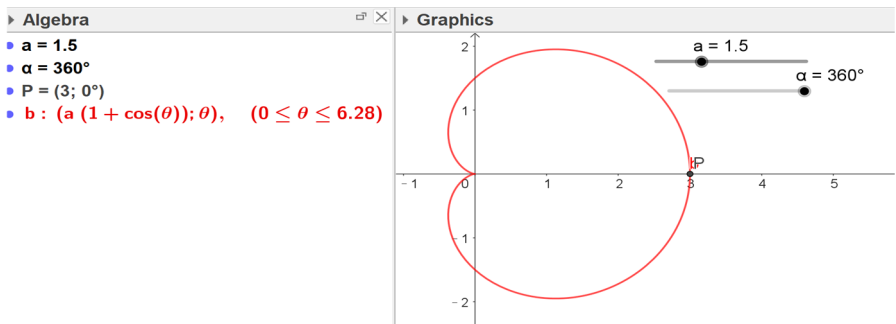 Algebra
a = 1.5
α = 360°
P = (3; 0°)
b : (a (1 + cos(θ)); θ), (0 ≤ θ ≤ 6.28)
Graphics
a = 1.5
α = 360°
2
1
P
-1 0 1 2 3 4 5
-1
-2